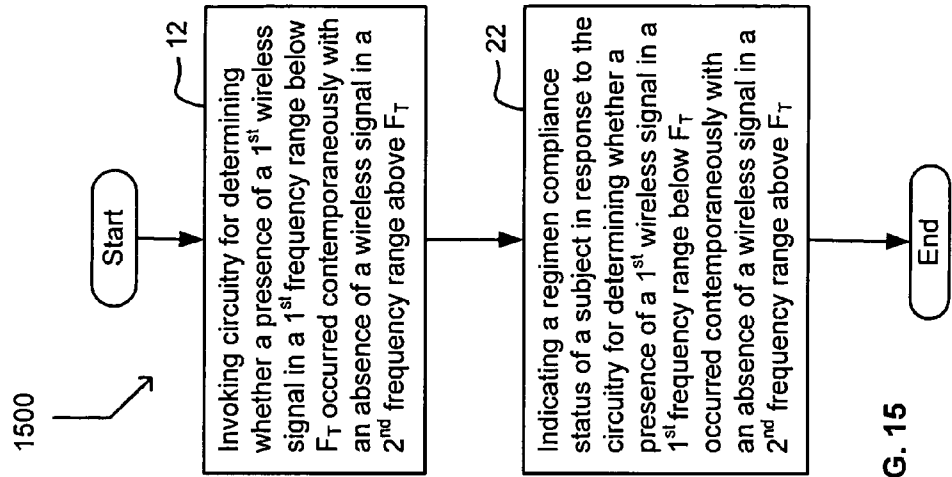 1500
Start
12
Invoking circuitry for determining
whether a presence of a 1st wireless
signal in a 1st frequency range below
FT occurred contemporaneously with
an absence of a wireless signal in a
2nd frequency range above FT
22
Indicating a regimen compliance
status of a subject in response to the
circuitry for determining whether a
presence of a 1st wireless signal in a
1st frequency range below FT
occurred contemporaneously with
an absence of a wireless signal in a
2nd frequency range above FT
End
G. 15